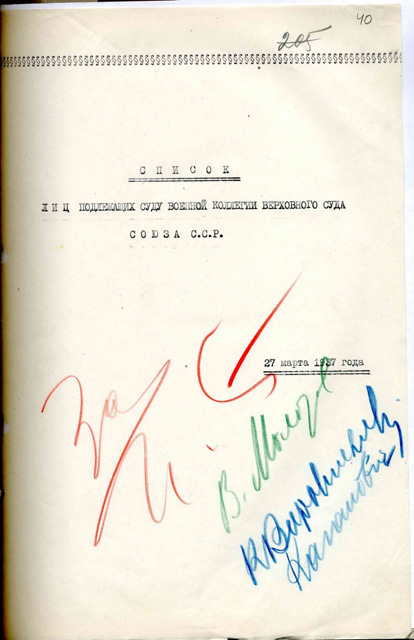 40
205
СПИСОК
ЛИЦ ПОДЛЕЖАЩИХ СУДУ ВОЕННОЙ КОЛЛЕГИИ ВЕРХОВНОГО СУДА
СОЮЗА С.С.Р.
27 марта 1937 года
За
И. С
В. Молотов
К Ворошилов
Каганович